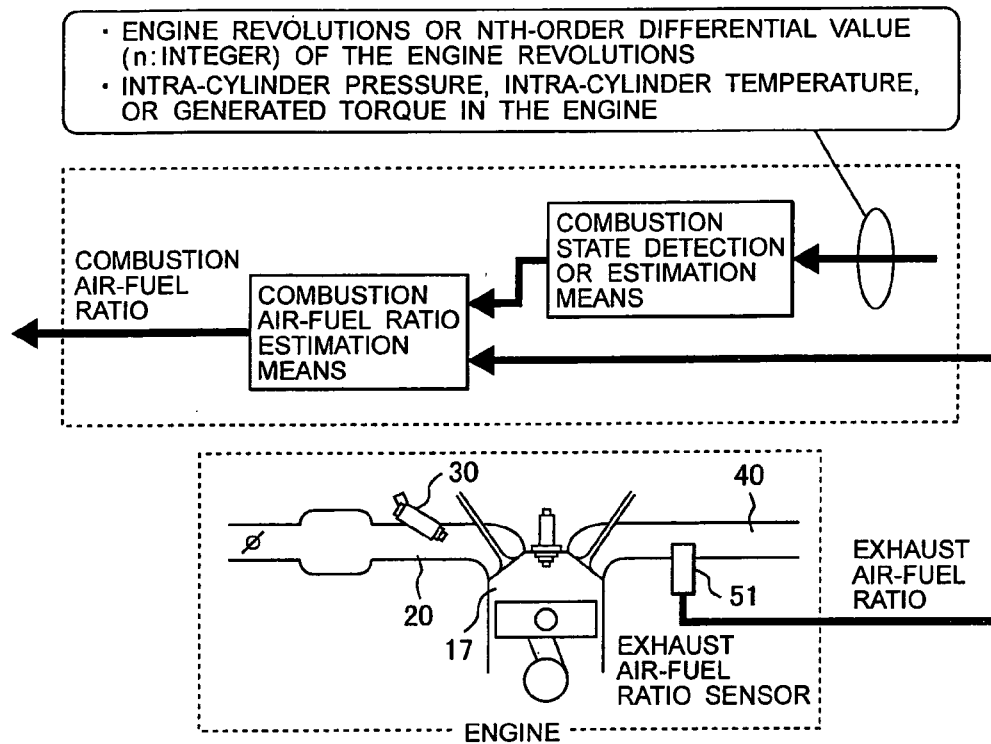 · ENGINE REVOLUTIONS OR NTH-ORDER DIFFERENTIAL VALUE
(n:INTEGER) OF THE ENGINE REVOLUTIONS
· INTRA-CYLINDER PRESSURE, INTRA-CYLINDER TEMPERATURE,
OR GENERATED TORQUE IN THE ENGINE
COMBUSTION
STATE DETECTION
OR ESTIMATION
MEANS
COMBUSTION
AIR-FUEL
RATIO
COMBUSTION
AIR-FUEL RATIO
ESTIMATION
MEANS
30
40
20
17
51
EXHAUST
AIR-FUEL
RATIO
EXHAUST
AIR-FUEL
RATIO SENSOR
ENGINE